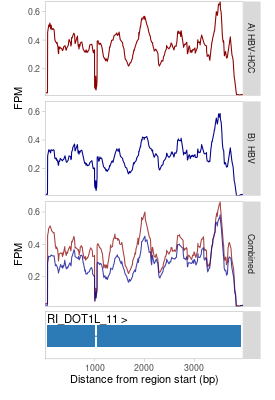 0.6
0.4
0.2
FPM
A) HBV-HCC
0.6
0.4
0.2
B) HBV
0.6
0.4
0.2
FPM
Combined
RI_DOT1L_11 >
1000 2000 3000
Distance from region start (bp)